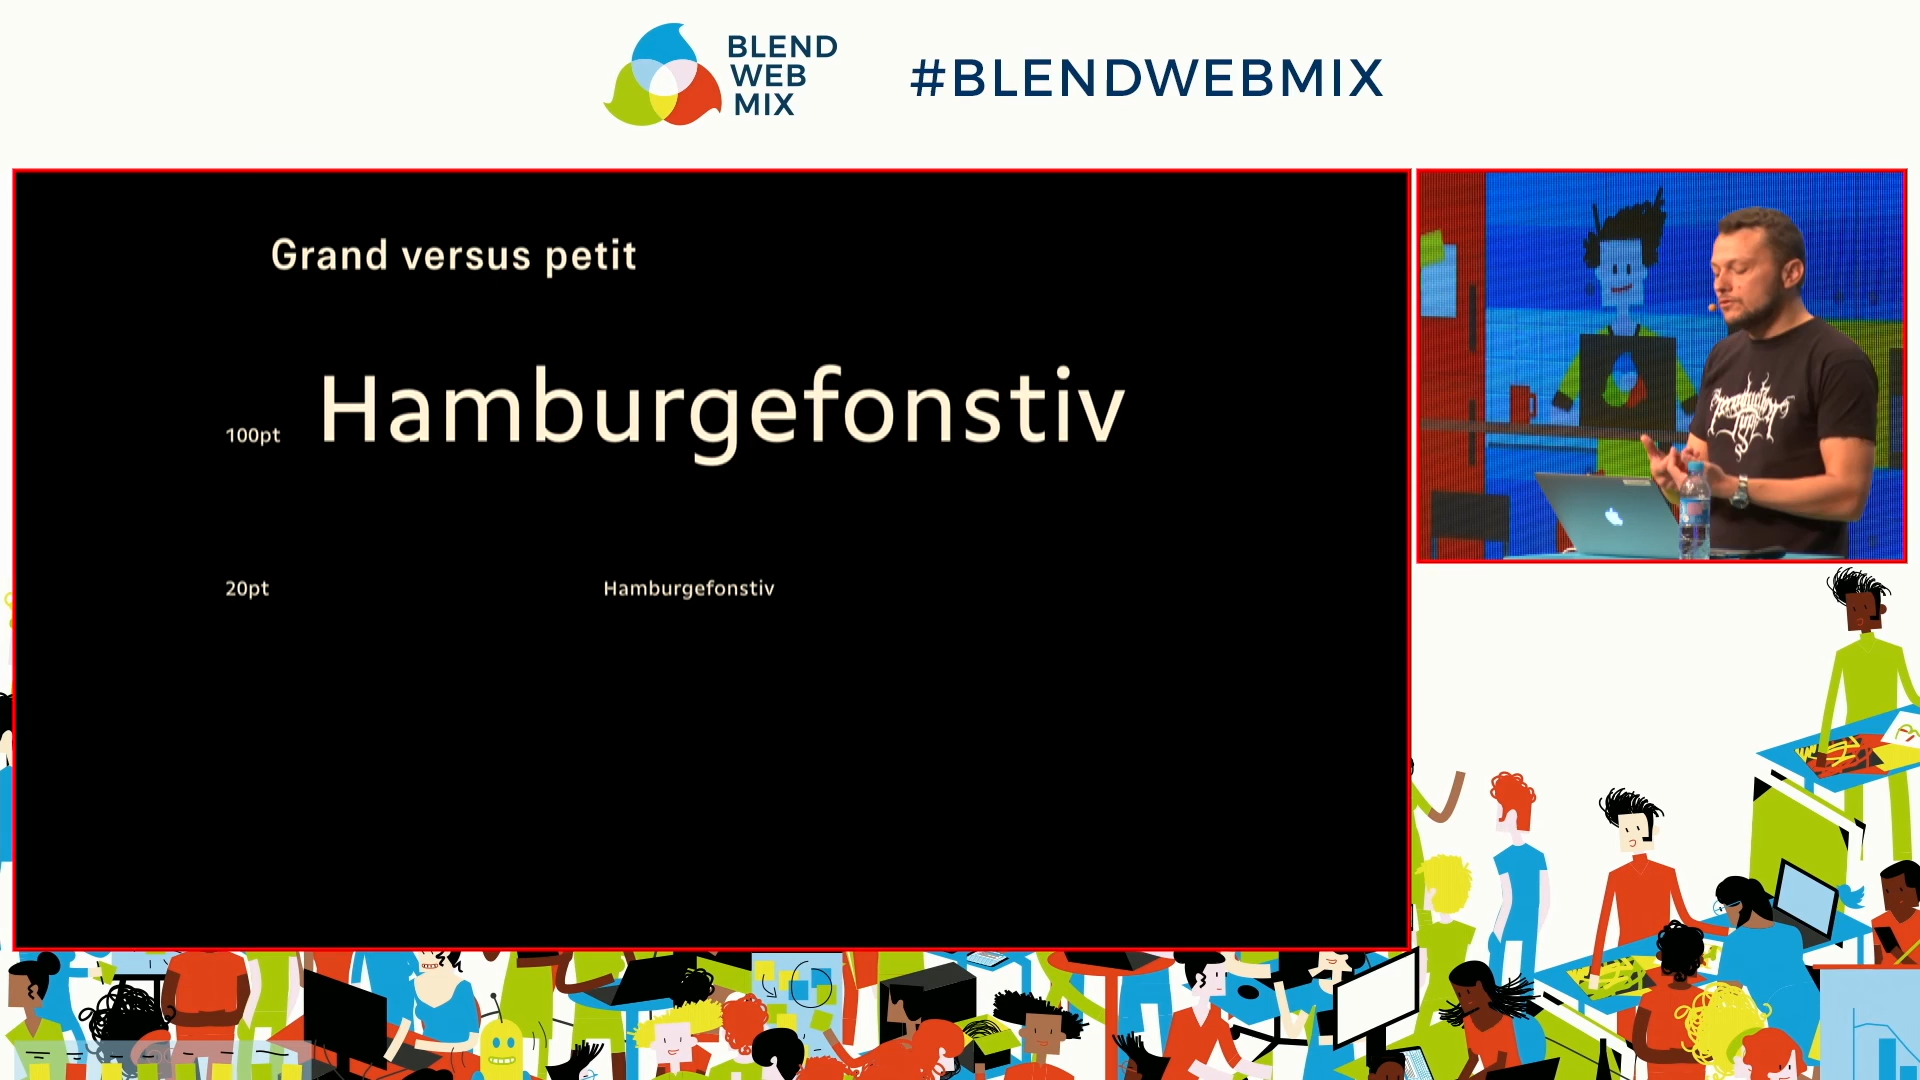 BLEND
WEB
MIX
#BLENDWEBMIX
Grand versus petit
100pt Hamburgefonstiv
20pt Hamburgefonstiv